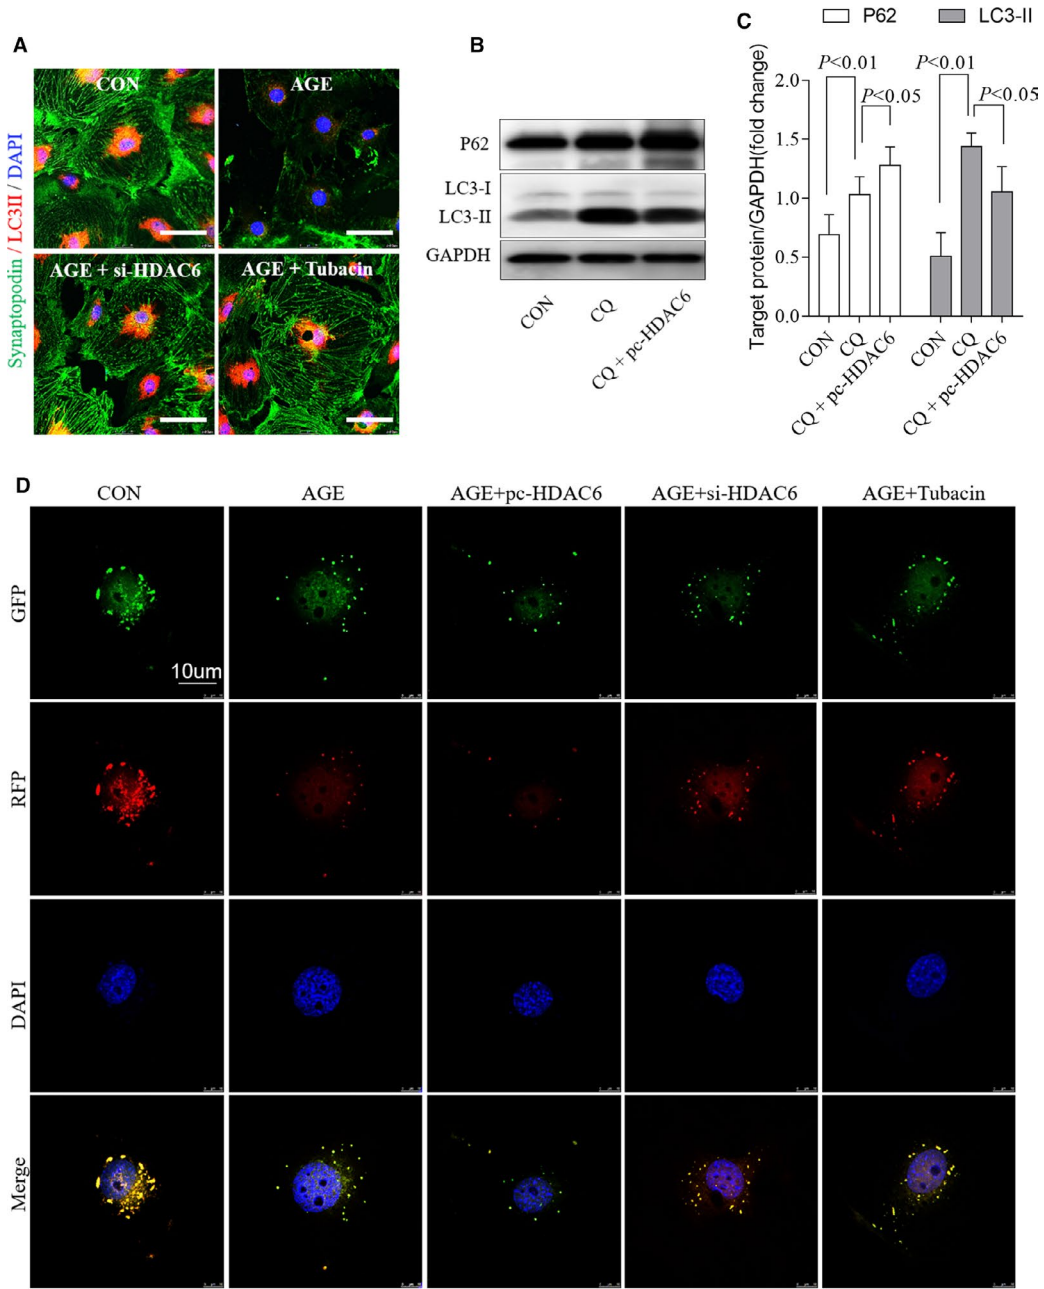 A
Synaptopodin / LC3II / DAPI
CON
AGE
AGE + si-HDAC6
AGE + Tubacin
B
P62
LC3-I
LC3-II
GAPDH
CON
CQ
CQ + pc-HDAC6
C
P62
LC3-II
Target protein/GAPDH(fold change)
2.0
1.5
1.0
0.5
0.0
P<0.01
P<0.05
P<0.01
P<0.05
CON
CQ
CQ + pc-HDAC6
CON
CQ
CQ + pc-HDAC6
D
CON
AGE
AGE+pc-HDAC6
AGE+si-HDAC6
AGE+Tubacin
GFP
10um
RFP
DAPI
Merge